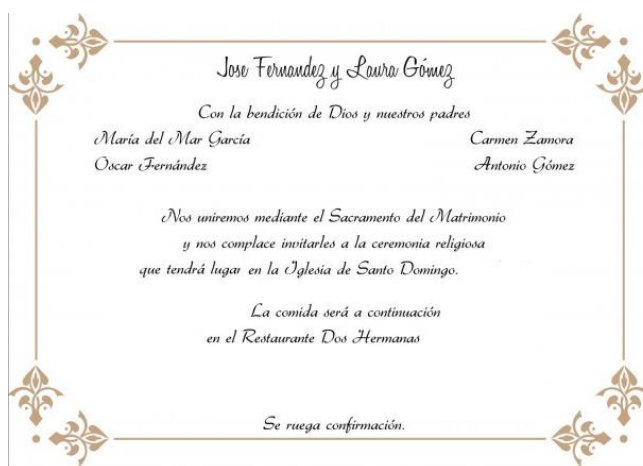 Jose Fernandez y Laura Gómez
Con la bendición de Dios y nuestros padres
María del Mar García Carmen Zamora
Oscar Fernández Antonio Gómez
Nos uniremos mediante el Sacramento del Matrimonio
y nos complace invitarles a la ceremonia religiosa
que tendrá lugar en la Iglesia de Santo Domingo.
La comida será a continuación
en el Restaurante Dos Hermanas
Se ruega confirmación.